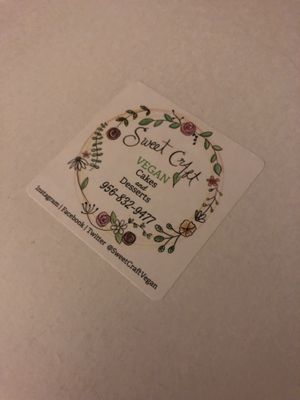 Sweet Craft
VEGAN
Cakes
and
Desserts
956-832-9477
Instagram | Facebook | Twitter @SweetCraftVegan